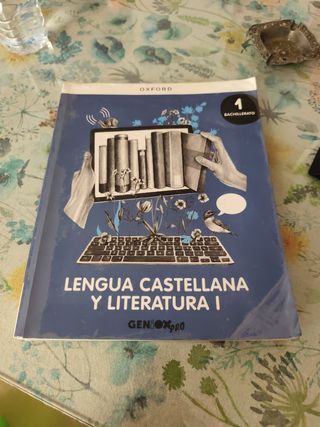 OXFORD
1
BACHILLERATO
LENGUA CASTELLANA
Y LITERATURA I
GENiOX PRO